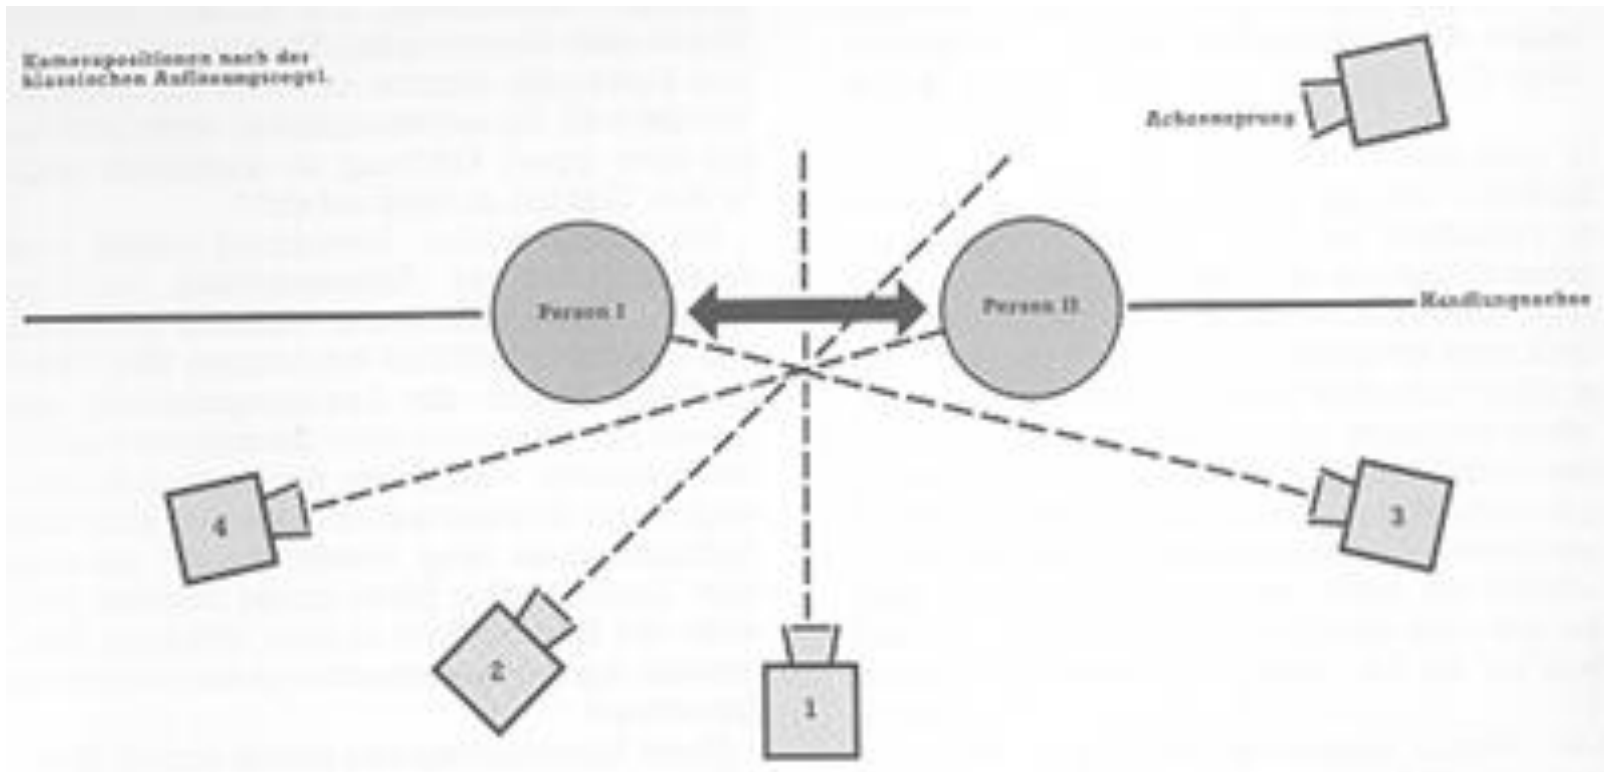 Kamerapositionen nach der
klassischen Auflösungsregel.
Achsensprung
Person I
Person II
Handlungsachse
4
3
2
1